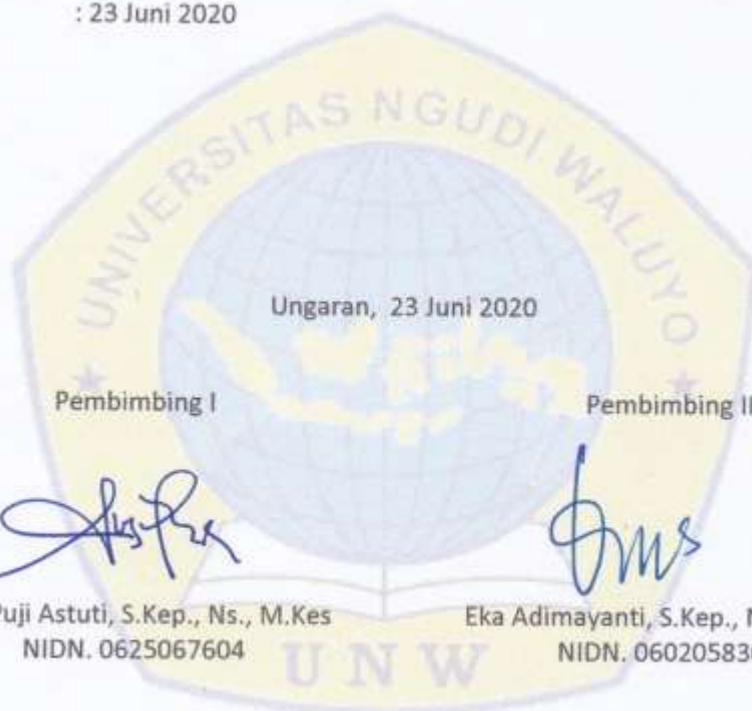 : 23 Juni 2020
UNIVERSITAS NGUDI WALUYO
Ungaran, 23 Juni 2020
Pembimbing I
Pembimbing II
Puji Astuti, S.Kep., Ns., M.Kes
Eka Adimayanti, S.Kep.,
NIDN. 0625067604
NIDN.
UNW